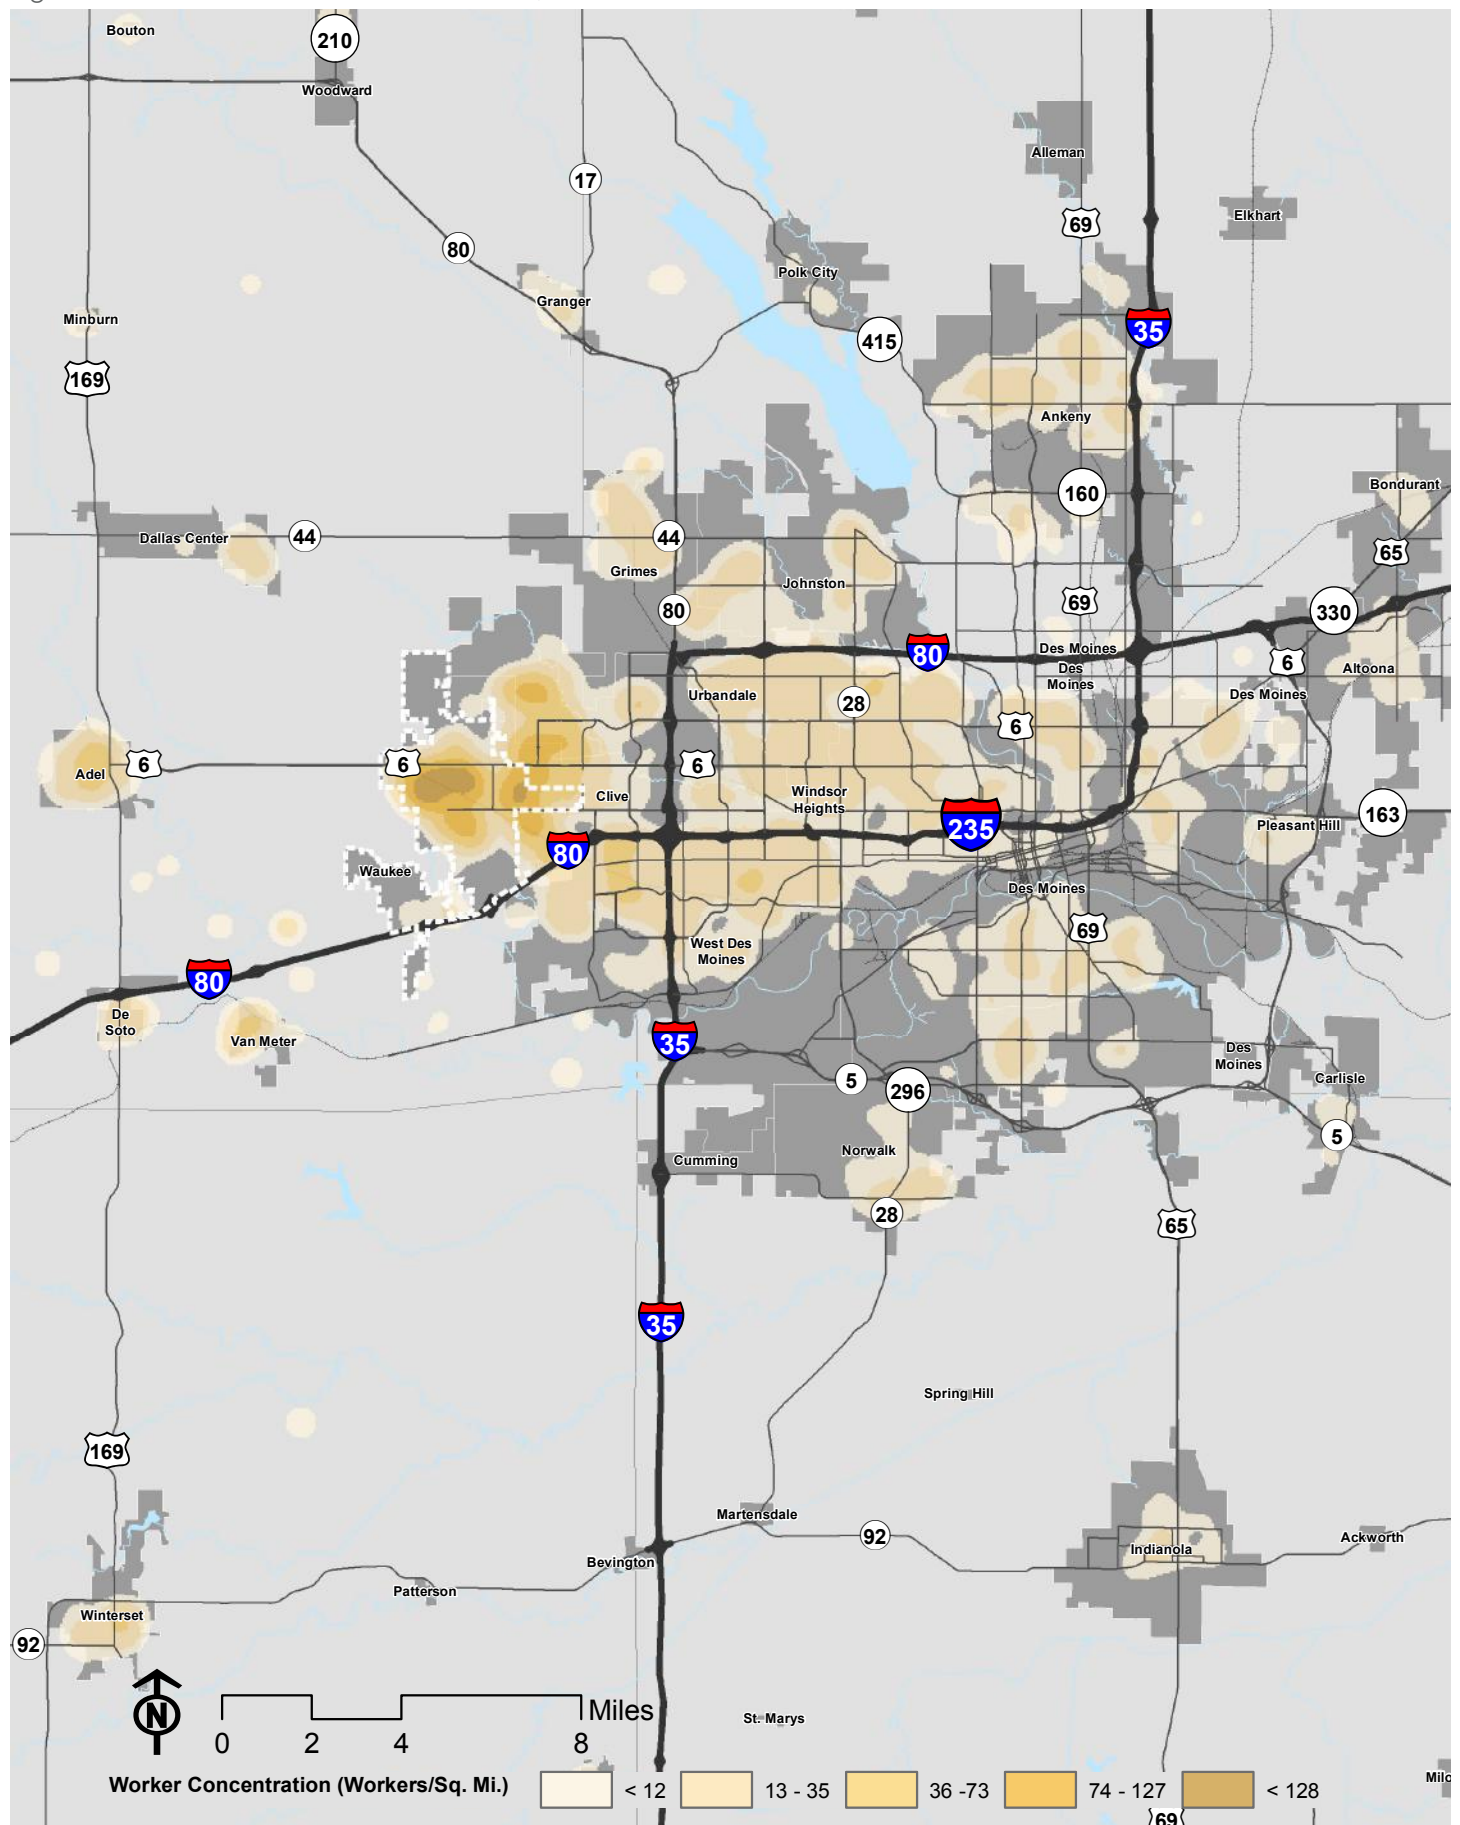 Bouton
210
Woodward
Alleman
17
Elkhart
69
80
Polk City
Granger
Minburn
35
415
169
Ankeny
Bondurant
160
Dallas Center
44
44
65
Grimes
Johnston
80
69
330
80
Des Moines
Des
Moines
6
Altoona
Urbandale
28
Des Moines
6
6
6
6
Adel
Clive
Windsor
Heights
163
235
Pleasant Hill
80
Waukee
Des Moines
69
West Des
Moines
80
De
Soto
Van Meter
35
Des
Moines
5
296
Carlisle
5
Norwalk
Cumming
28
65
35
Spring Hill
169
Martensdale
92
Ackworth
Indianola
Bevington
Patterson
Winterset
92
N
Miles
0 2 4 8
St. Marys
Worker Concentration (Workers/Sq. Mi.)
< 12
13 - 35
36 -73
74 - 127
< 128
Milo
69